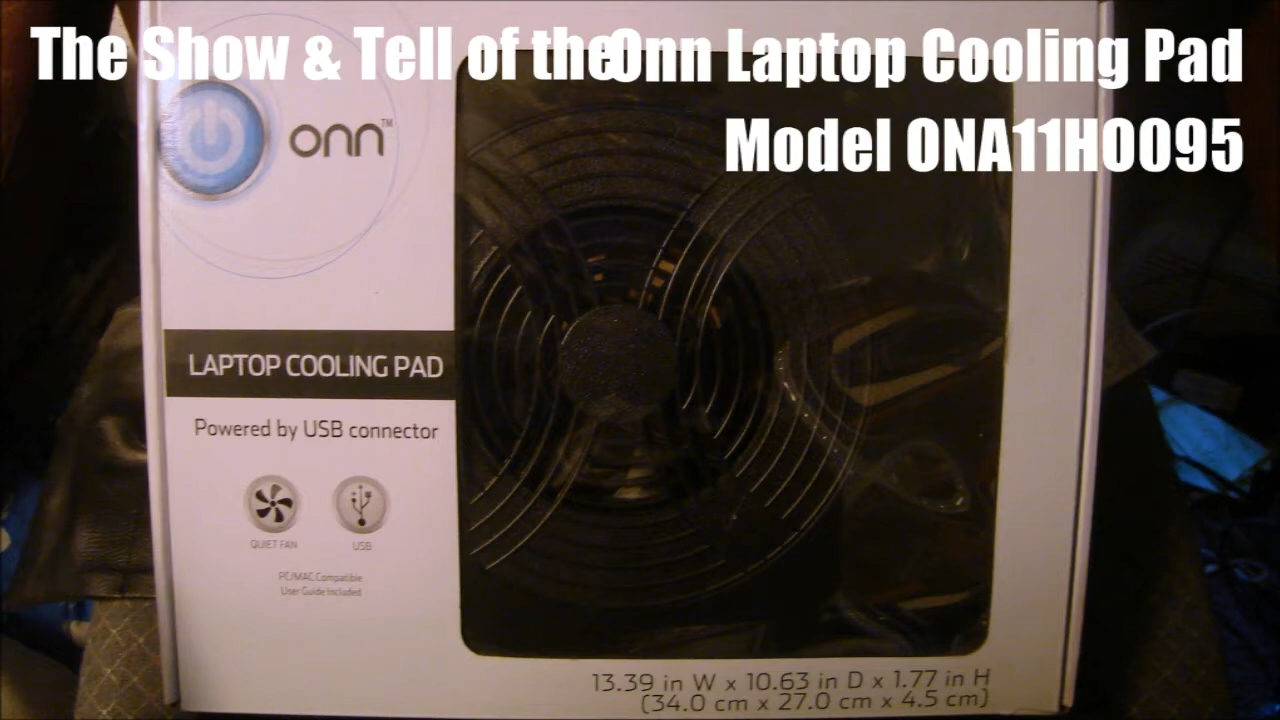 The Show & Tell of the Onn Laptop Cooling Pad
Model ONA11HO095
onn™
LAPTOP COOLING PAD
Powered by USB connector
QUIET FAN USB
PC/MAC Compatible
User Guide Included
13.39 in W x 10.63 in D x 1.77 in H
(34.0 cm x 27.0 cm x 4.5 cm)